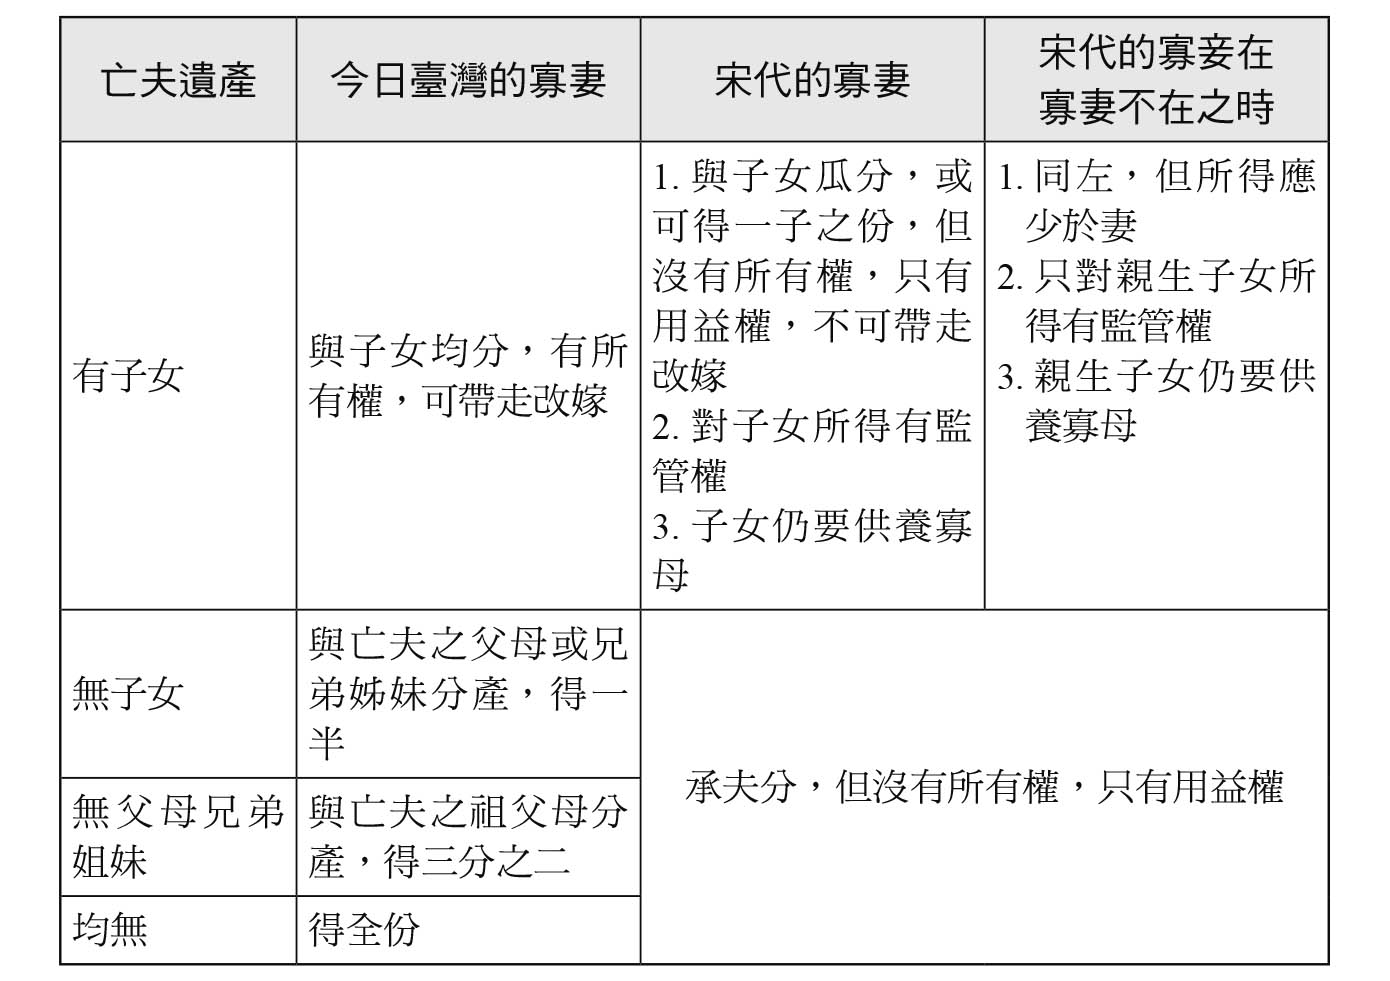 亡夫遺產
今日臺灣的寡妻
宋代的寡妻
宋代的寡妾在
寡妻不在之時
有子女
與子女均分，有所
有權，可帶走改嫁
1. 與子女瓜分，或
可得一子之份，但
沒有所有權，只有
用益權，不可帶走
改嫁
2. 對子女所得有監
管權
3. 子女仍要供養寡
母
1. 同左，但所得應
少於妻
2. 只對親生子女所
得有監管權
3. 親生子女仍要供
養寡母
無子女
與亡夫之父母或兄
弟姊妹分產，得一
半
承夫分，但沒有所有權，只有用益權
無父母兄弟
姐妹
與亡夫之祖父母分
產，得三分之二
均無
得全份